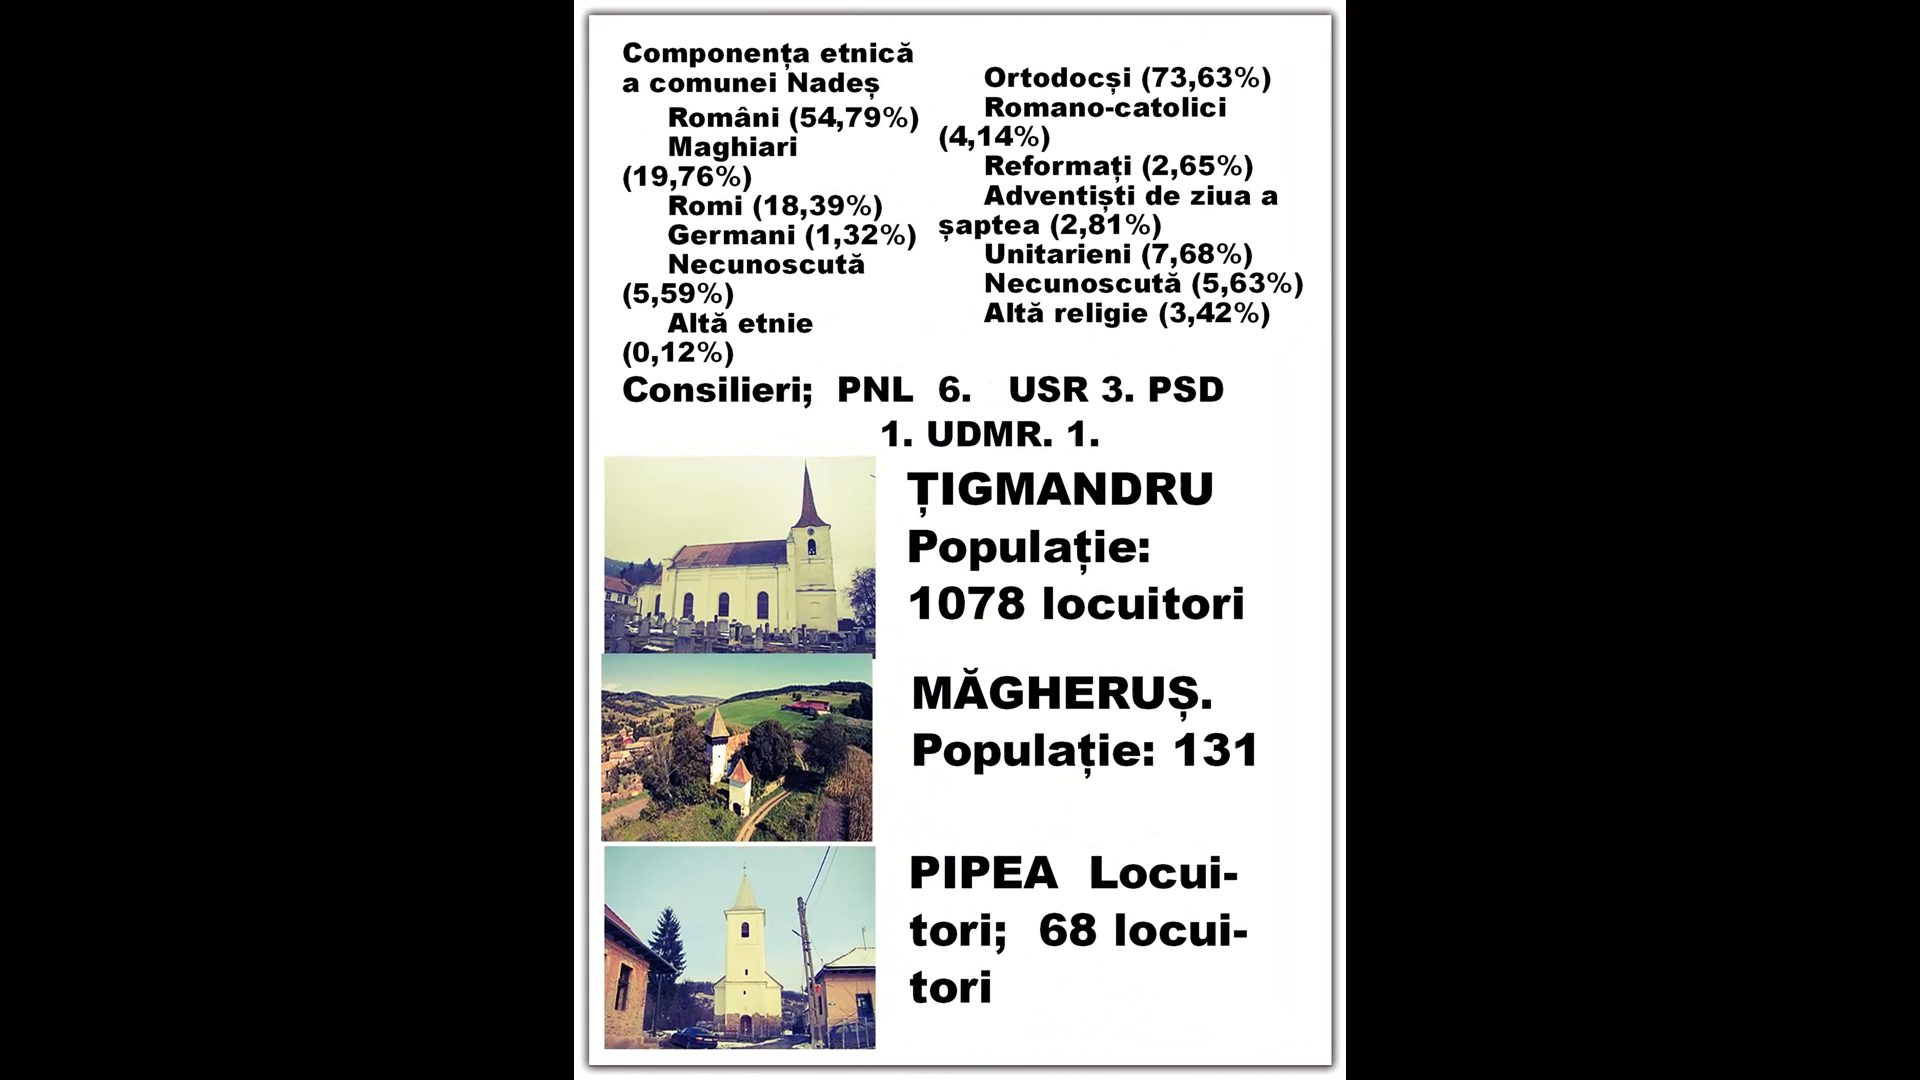 Componența etnică
a comunei Nadeș
Români (54,79%)
Maghiari
(19,76%)
Romi (18,39%)
Germani (1,32%)
Necunoscută
(5,59%)
Altă etnie
(0,12%)
Ortodocși (73,63%)
Romano-catolici
(4,14%)
Reformați (2,65%)
Adventiști de ziua a
șaptea (2,81%)
Unitarieni (7,68%)
Necunoscută (5,63%)
Altă religie (3,42%)
Consilieri; PNL 6. USR 3. PSD
1. UDMR. 1.
ȚIGMANDRU
Populație:
1078 locuitori
MĂGHERUȘ.
Populație: 131
PIPEA Locui-
tori; 68 locui-
tori